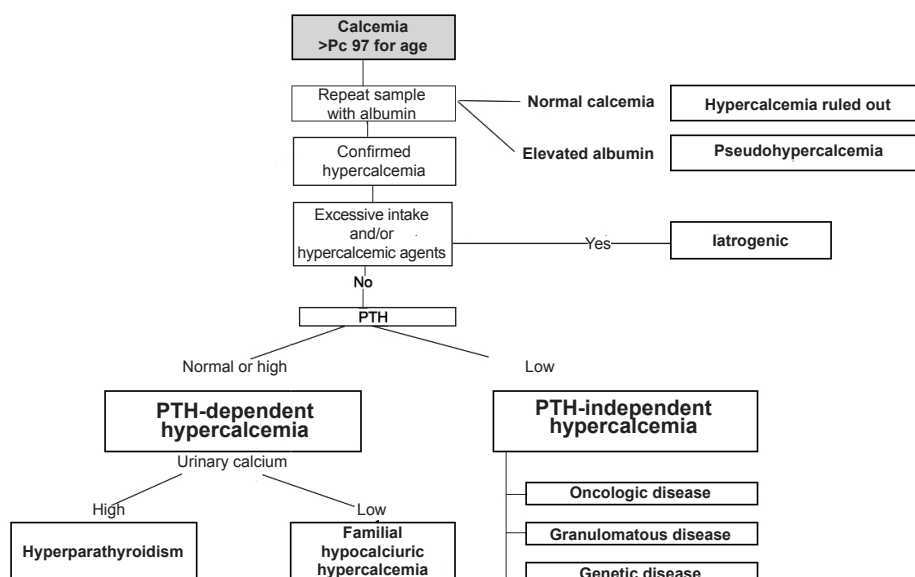 Calcemia
>Pc 97 for age
Repeat sample
with albumin
Normal calcemia
Hypercalcemia ruled out
Elevated albumin
Pseudohypercalcemia
Confirmed
hypercalcemia
Excessive intake
and/or
hypercalcemic agents
Yes
Iatrogenic
No
PTH
Normal or high
Low
PTH-dependent
hypercalcemia
PTH-independent
hypercalcemia
Urinary calcium
High
Low
Hyperparathyroidism
Familial
hypocalciuric
hypercalcemia
Oncologic disease
Granulomatous disease
Genetic disease